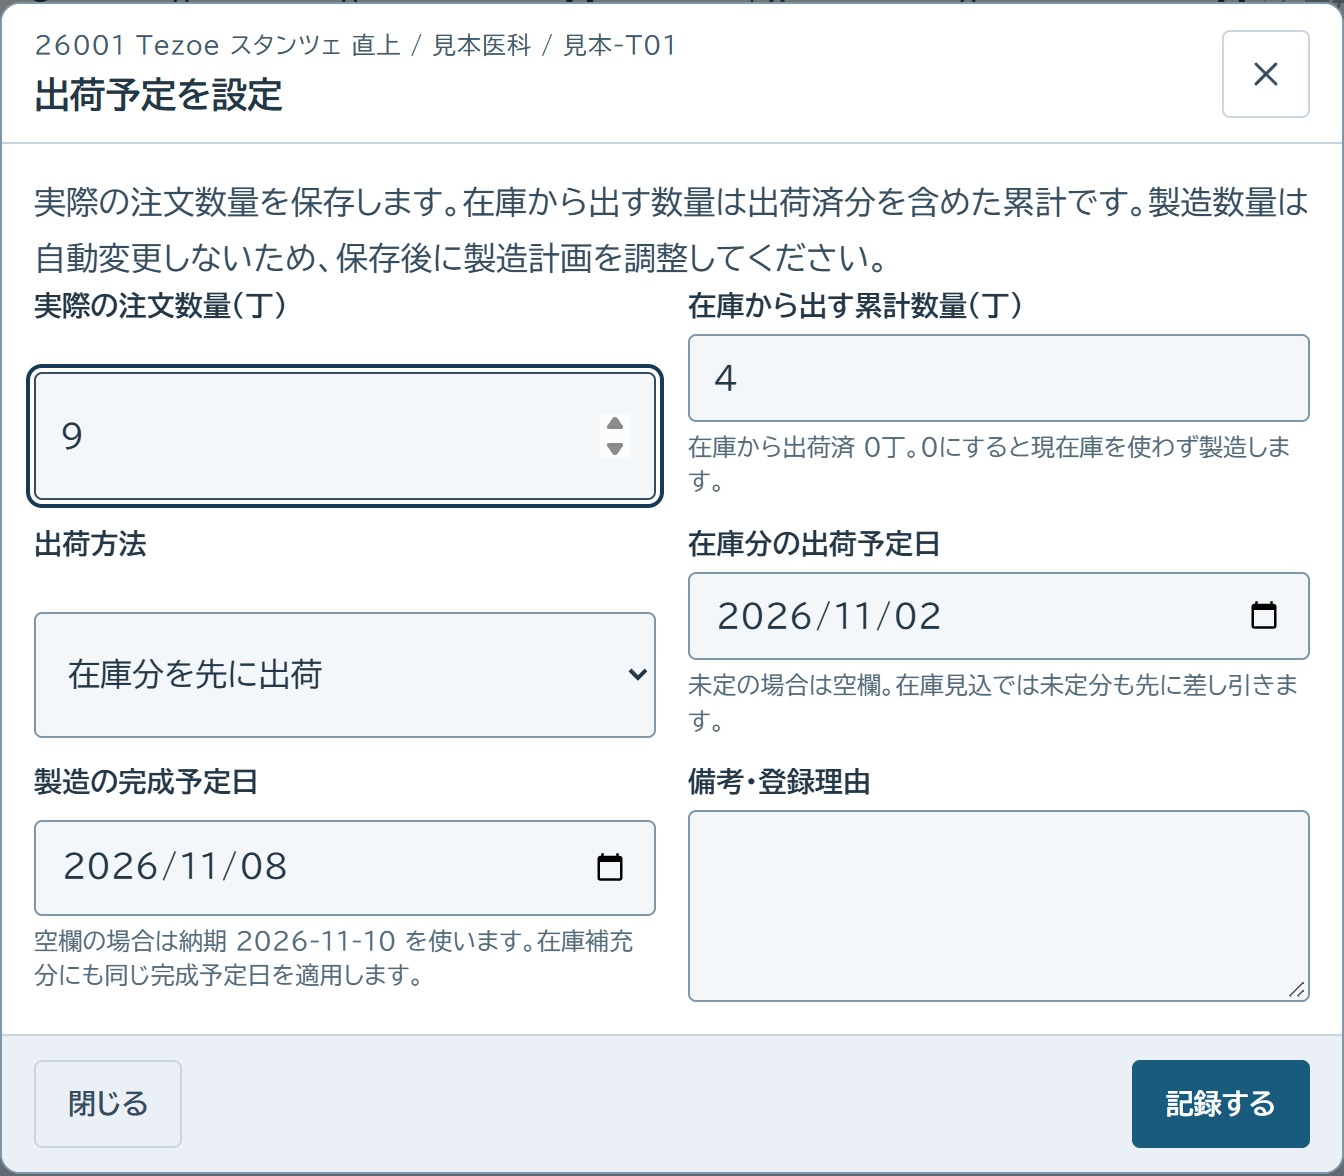 26001 Tezoe スタンツェ 直上 / 見本医科 / 見本-T01
出荷予定を設定
実際の注文数量を保存します。在庫から出す数量は出荷済分を含めた累計です。製造数量は
自動変更しないため、保存後に製造計画を調整してください。
実際の注文数量(丁)
9
在庫から出す累計数量(丁)
4
在庫から出荷済 0丁。0にすると現在庫を使わず製造しま
す。
出荷方法
在庫分を先に出荷
在庫分の出荷予定日
2026/11/02
未定の場合は空欄。在庫見込では未定分も先に差し引きま
す。
製造の完成予定日
2026/11/08
空欄の場合は納期 2026-11-10 を使います。在庫補充
分にも同じ完成予定日を適用します。
備考・登録理由
閉じる
記録する